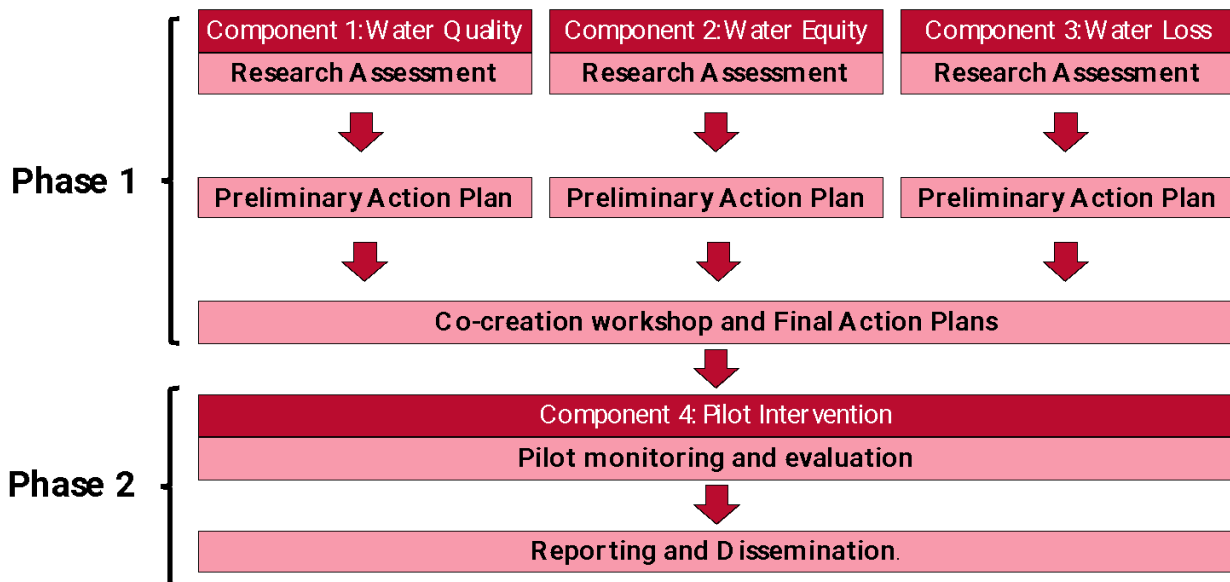 Component 1: Water Quality
Component 2: Water Equity
Component 3: Water Loss
Research Assessment
Research Assessment
Research Assessment
Phase 1
Preliminary Action Plan
Preliminary Action Plan
Preliminary Action Plan
Co-creation workshop and Final Action Plans
Component 4: Pilot Intervention
Pilot monitoring and evaluation
Phase 2
Reporting and Dissemination.